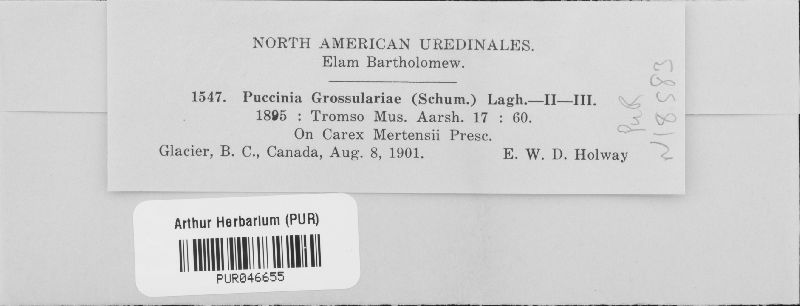 NORTH AMERICAN UREDINALES.
Elam Bartholomew.
1547. Puccinia Grossulariae (Schum.) Lagh.—II—III.
1895 : Tromso Mus. Aarsh. 17 : 60.
On Carex Mertensii Presc.
Glacier, B. C., Canada, Aug. 8, 1901. E. W. D. Holway
PUR
N18583
Arthur Herbarium (PUR)
PUR046655